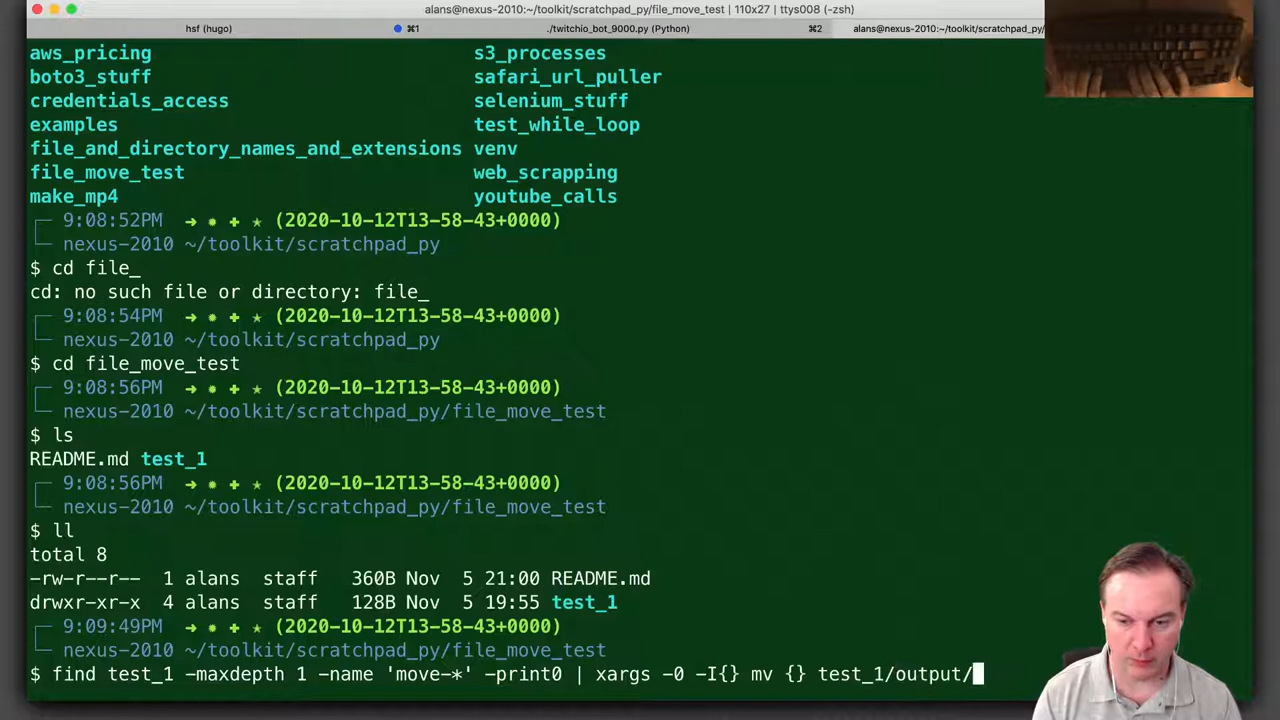 alans@nexus-2010:~/toolkit/scratchpad_py/file_move_test | 110x27 | ttys008 (-zsh)
hsf (hugo) ⌘1 ./twitchio_bot_9000.py (Python) ⌘2 alans@nexus-2010:~/toolkit/scratchpad_py/
aws_pricing s3_processes
boto3_stuff safari_url_puller
credentials_access selenium_stuff
examples test_while_loop
file_and_directory_names_and_extensions venv
file_move_test web_scrapping
make_mp4 youtube_calls
9:08:52PM → ✹ ✚ ★ (2020-10-12T13-58-43+0000)
nexus-2010 ~/toolkit/scratchpad_py
$ cd file_
cd: no such file or directory: file_
9:08:54PM → ✹ ✚ ★ (2020-10-12T13-58-43+0000)
nexus-2010 ~/toolkit/scratchpad_py
$ cd file_move_test
9:08:56PM → ✹ ✚ ★ (2020-10-12T13-58-43+0000)
nexus-2010 ~/toolkit/scratchpad_py/file_move_test
$ ls
README.md test_1
9:08:56PM → ✹ ✚ ★ (2020-10-12T13-58-43+0000)
nexus-2010 ~/toolkit/scratchpad_py/file_move_test
$ ll
total 8
-rw-r--r-- 1 alans staff 360B Nov 5 21:00 README.md
drwxr-xr-x 4 alans staff 128B Nov 5 19:55 test_1
9:09:49PM → ✹ ✚ ★ (2020-10-12T13-58-43+0000)
nexus-2010 ~/toolkit/scratchpad_py/file_move_test
$ find test_1 -maxdepth 1 -name 'move-*' -print0 | xargs -0 -I{} mv {} test_1/output/